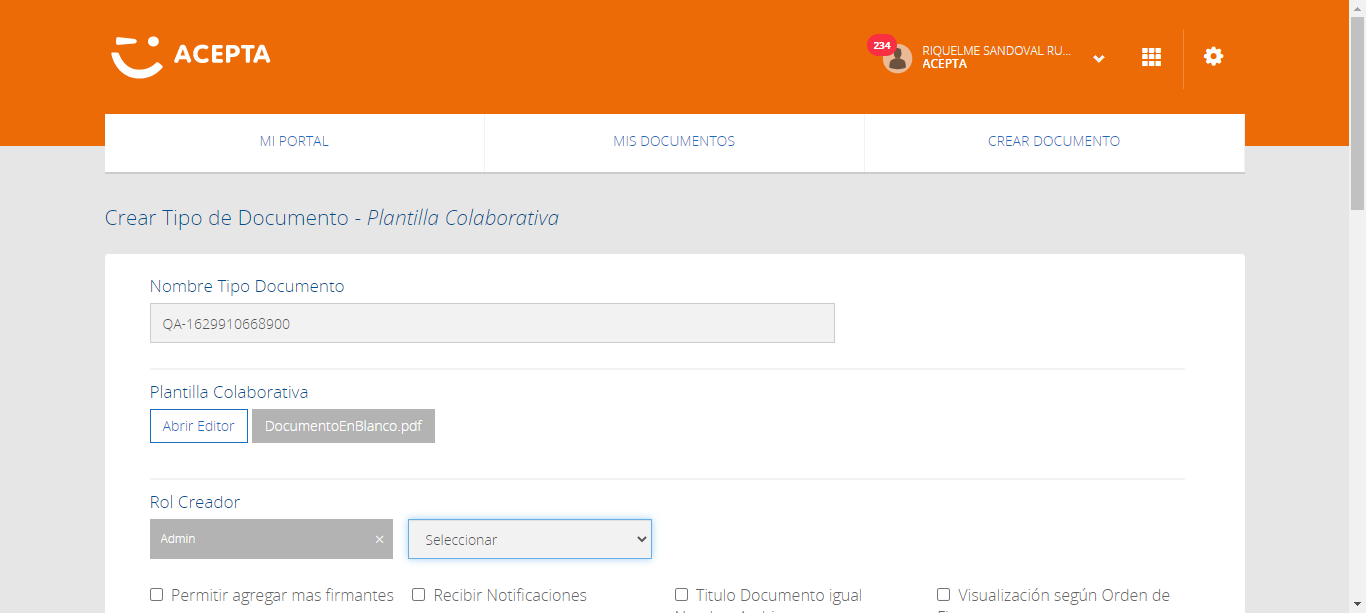 ACEPTA
234
RIQUELME SANDOVAL RU...
ACEPTA
MI PORTAL
MIS DOCUMENTOS
CREAR DOCUMENTO
Crear Tipo de Documento - Plantilla Colaborativa
Nombre Tipo Documento
QA-1629910668900
Plantilla Colaborativa
Abrir Editor
DocumentoEnBlanco.pdf
Rol Creador
Admin ×
Seleccionar
Permitir agregar mas firmantes
Recibir Notificaciones
Titulo Documento igual
Visualización según Orden de